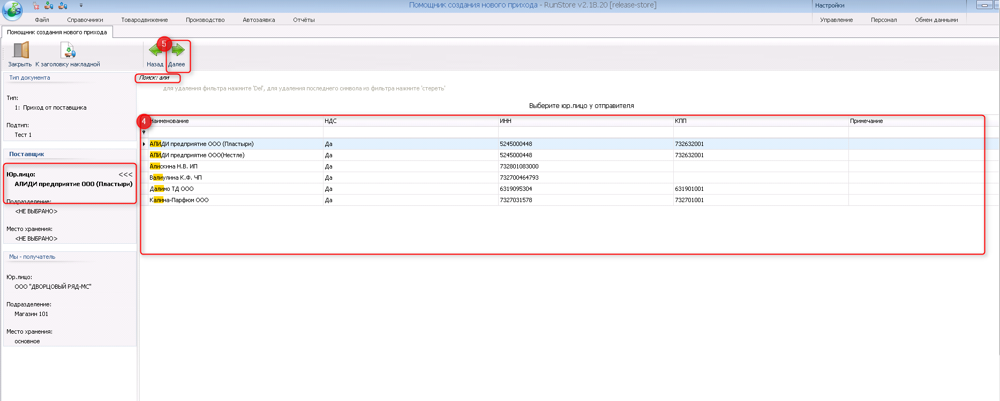 Помощник создания нового прихода - RunStore v2.18.20 [release-store]
Настройки
Файл Справочники Товародвижение Производство Автозаявка Отчёты Управление Персонал Обмен данными
Помощник создания нового прихода
5
Закрыть К заголовку накладной Назад Далее
Тип документа
Тип:
1: Приход от поставщика
Подтип:
Тест 1
Поставщик
Юр.лицо: <<<
АЛИДИ предприятие ООО (Пластыри)
Подразделение:
<НЕ ВЫБРАНО>
Место хранения:
<НЕ ВЫБРАНО>
Мы - получатель
Юр.лицо:
ООО "ДВОРЦОВЫЙ РЯД-МС"
Подразделение:
Магазин 101
Место хранения:
основное
Поиск: али
для удаления фильтра нажмите 'Del', для удаления последнего символа из фильтра нажмите 'стереть'
Выберите юр.лицо у отправителя
4
Наименование НДС ИНН КПП Примечание
АЛИДИ предприятие ООО (Пластыри) Да 5245000448 732632001
АЛИДИ предприятие ООО(Нестле) Да 5245000448 732632001
Алискина Н.В. ИП Да 732801083000
Валиулина К.Ф. ЧП Да 732700464793
Далимо ТД ООО Да 6319095304 631901001
Калина-Парфюм ООО Да 7327031578 732701001